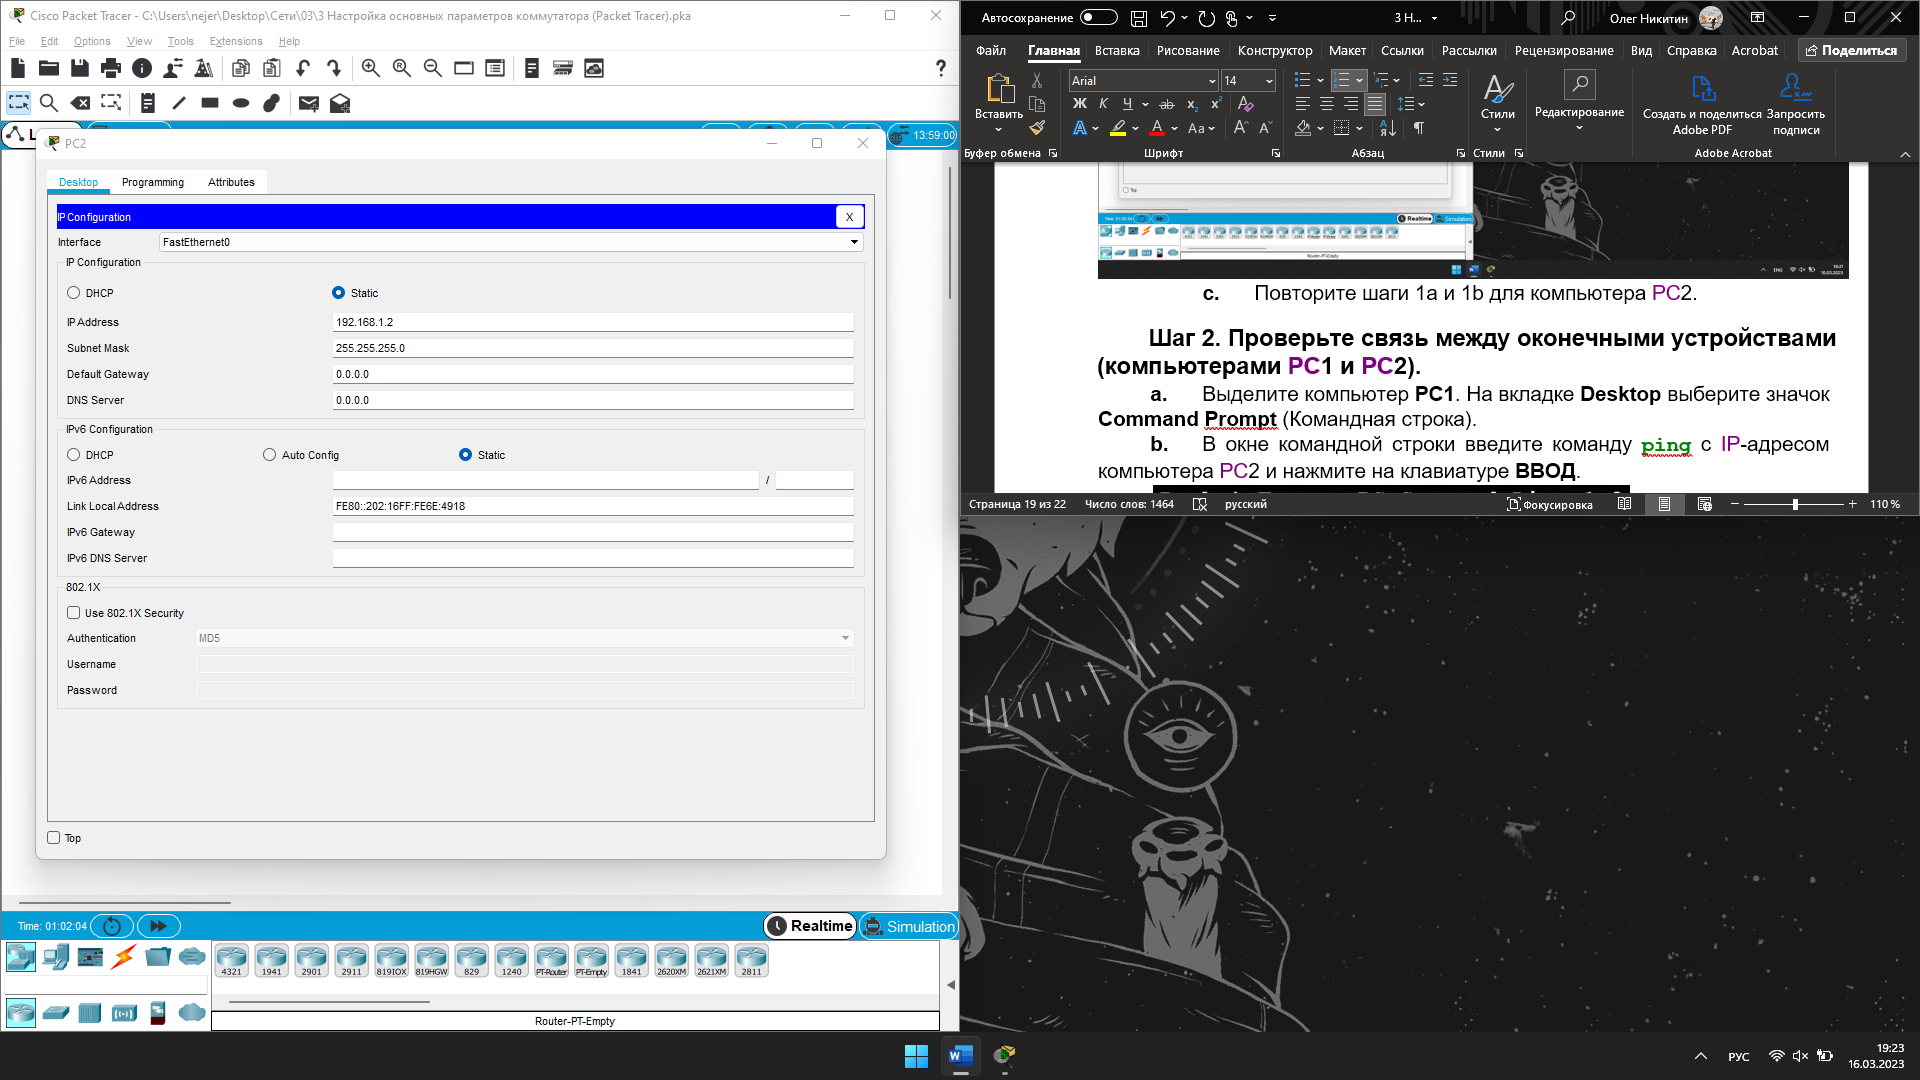 Cisco Packet Tracer - C:\Users\nejer\Desktop\Сети\03\3 Настройка основных параметров коммутатора (Packet Tracer).pka
File Edit Options View Tools Extensions Help
13:59:00
PC2
Desktop Programming Attributes
IP Configuration X
Interface FastEthernet0
IP Configuration
DHCP Static
IP Address 192.168.1.2
Subnet Mask 255.255.255.0
Default Gateway 0.0.0.0
DNS Server 0.0.0.0
IPv6 Configuration
DHCP Auto Config Static
IPv6 Address /
Link Local Address FE80::202:16FF:FE6E:4918
IPv6 Gateway
IPv6 DNS Server
802.1X
Use 802.1X Security
Authentication MD5
Username
Password
Top
Time: 01:02:04 Realtime Simulation
4321 1941 2901 2911 819IOX 819HGW 829 1240 PT-Router PT-Empty 1841 2620XM 2621XM 2811
Router-PT-Empty
Автосохранение 3 Н... Олег Никитин
Файл Главная Вставка Рисование Конструктор Макет Ссылки Рассылки Рецензирование Вид Справка Acrobat Поделиться
Вставить
Arial 14
Ж К Ч
Стили
Редактирование
Создать и поделиться Adobe PDF
Запросить подписи
Буфер обмена Шрифт Абзац Стили Adobe Acrobat
Realtime Simulation
Router-PT-Empty
c. Повторите шаги 1a и 1b для компьютера PC2.
Шаг 2. Проверьте связь между оконечными устройствами
(компьютерами PC1 и PC2).
a. Выделите компьютер PC1. На вкладке Desktop выберите значок
Command Prompt (Командная строка).
b. В окне командной строки введите команду ping с IP-адресом
компьютера PC2 и нажмите на клавиатуре ВВОД.
Страница 19 из 22 Число слов: 1464 русский Фокусировка 110 %
РУС
19:23
16.03.2023